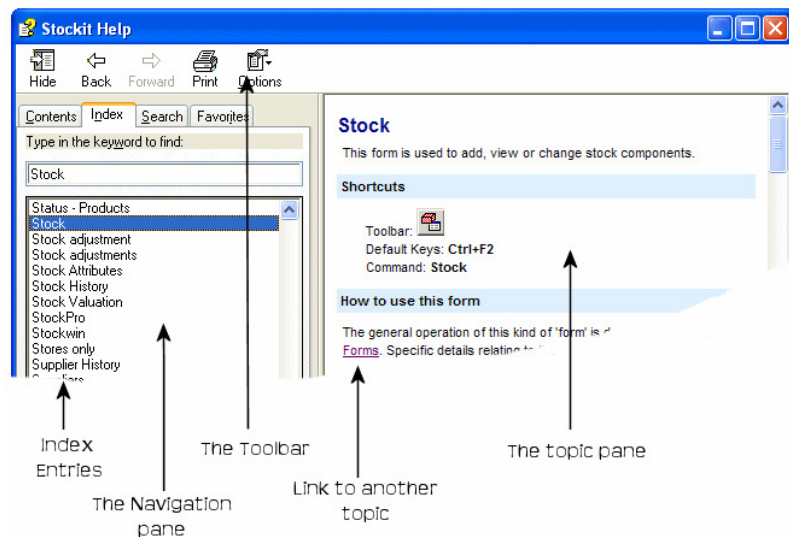 Stockit Help
Hide Back Forward Print Options
Contents Index Search Favorites
Type in the keyword to find:
Stock
Status - Products
Stock
Stock adjustment
Stock adjustments
Stock Attributes
Stock History
Stock Valuation
StockPro
Stockwin
Stores only
Supplier History
Suppliers
Stock
This form is used to add, view or change stock components.
Shortcuts
Toolbar:
Default Keys: Ctrl+F2
Command: Stock
How to use this form
The general operation of this kind of 'form' is
Forms. Specific details relating to
Index
Entries
The Navigation
pane
The Toolbar
Link to another
topic
The topic pane